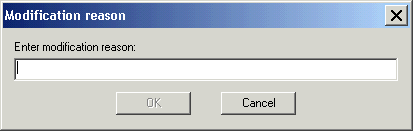 Modification reason
Enter modification reason:
OK
Cancel